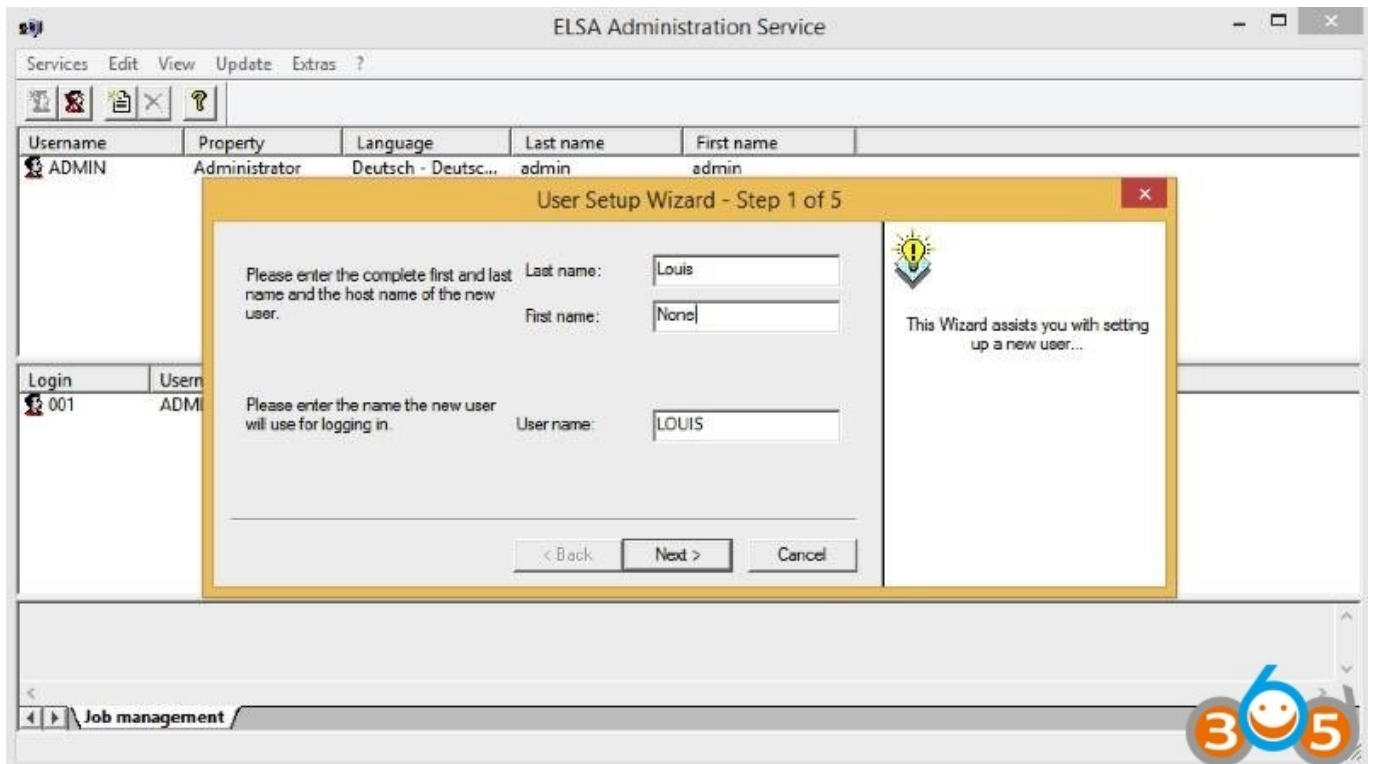 ELSA Administration Service
Services Edit View Update Extras ?
Username Property Language Last name First name
ADMIN Administrator Deutsch - Deutsc... admin admin
User Setup Wizard - Step 1 of 5
Please enter the complete first and last
name and the host name of the new
user.
Last name: Louis
First name: None
This Wizard assists you with setting
up a new user...
Login Usern
001 ADMI
Please enter the name the new user
will use for logging in.
User name: LOUIS
< Back Next > Cancel
Job management
365